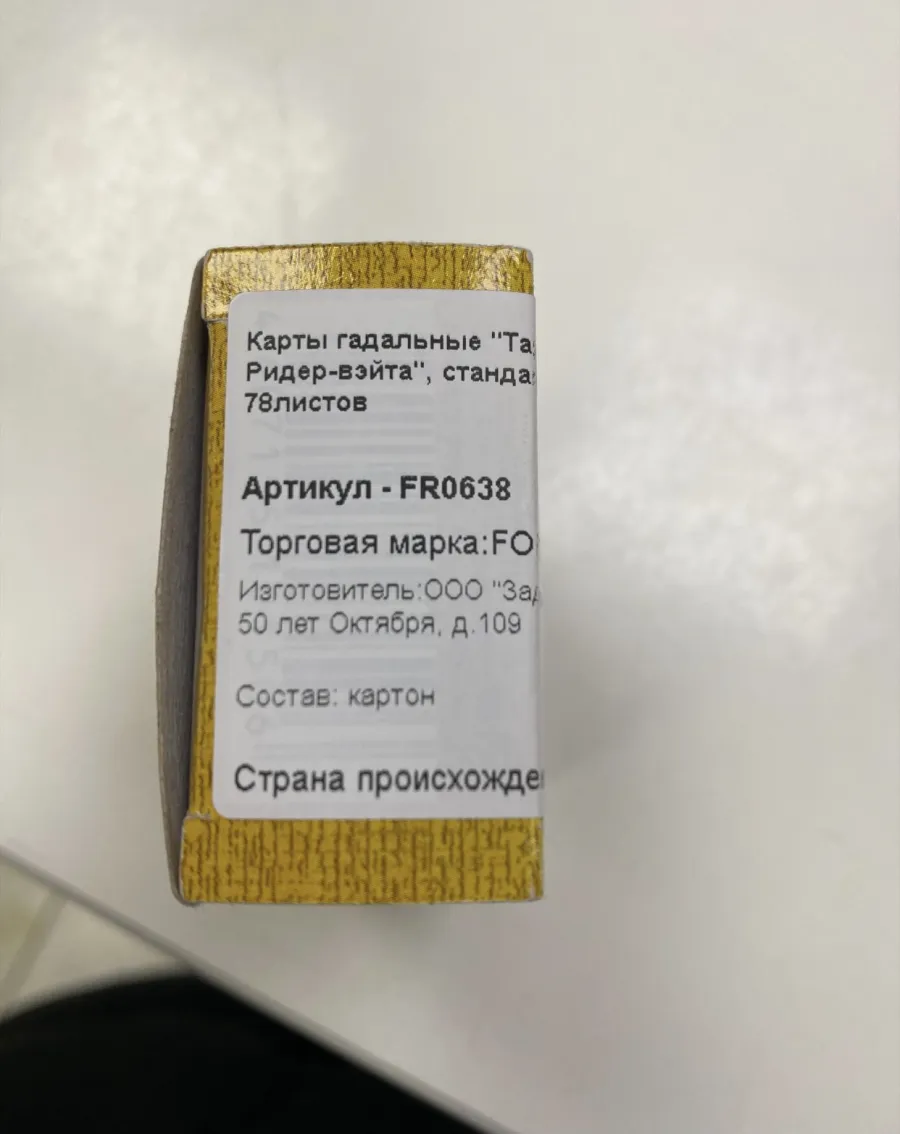 Карты гадальные "Та
Ридер-вэйта", станда
78листов
Артикул - FR0638
Торговая марка:FO
Изготовитель:ООО "Зад
50 лет Октября, д.109
Состав: картон
Страна происхожде